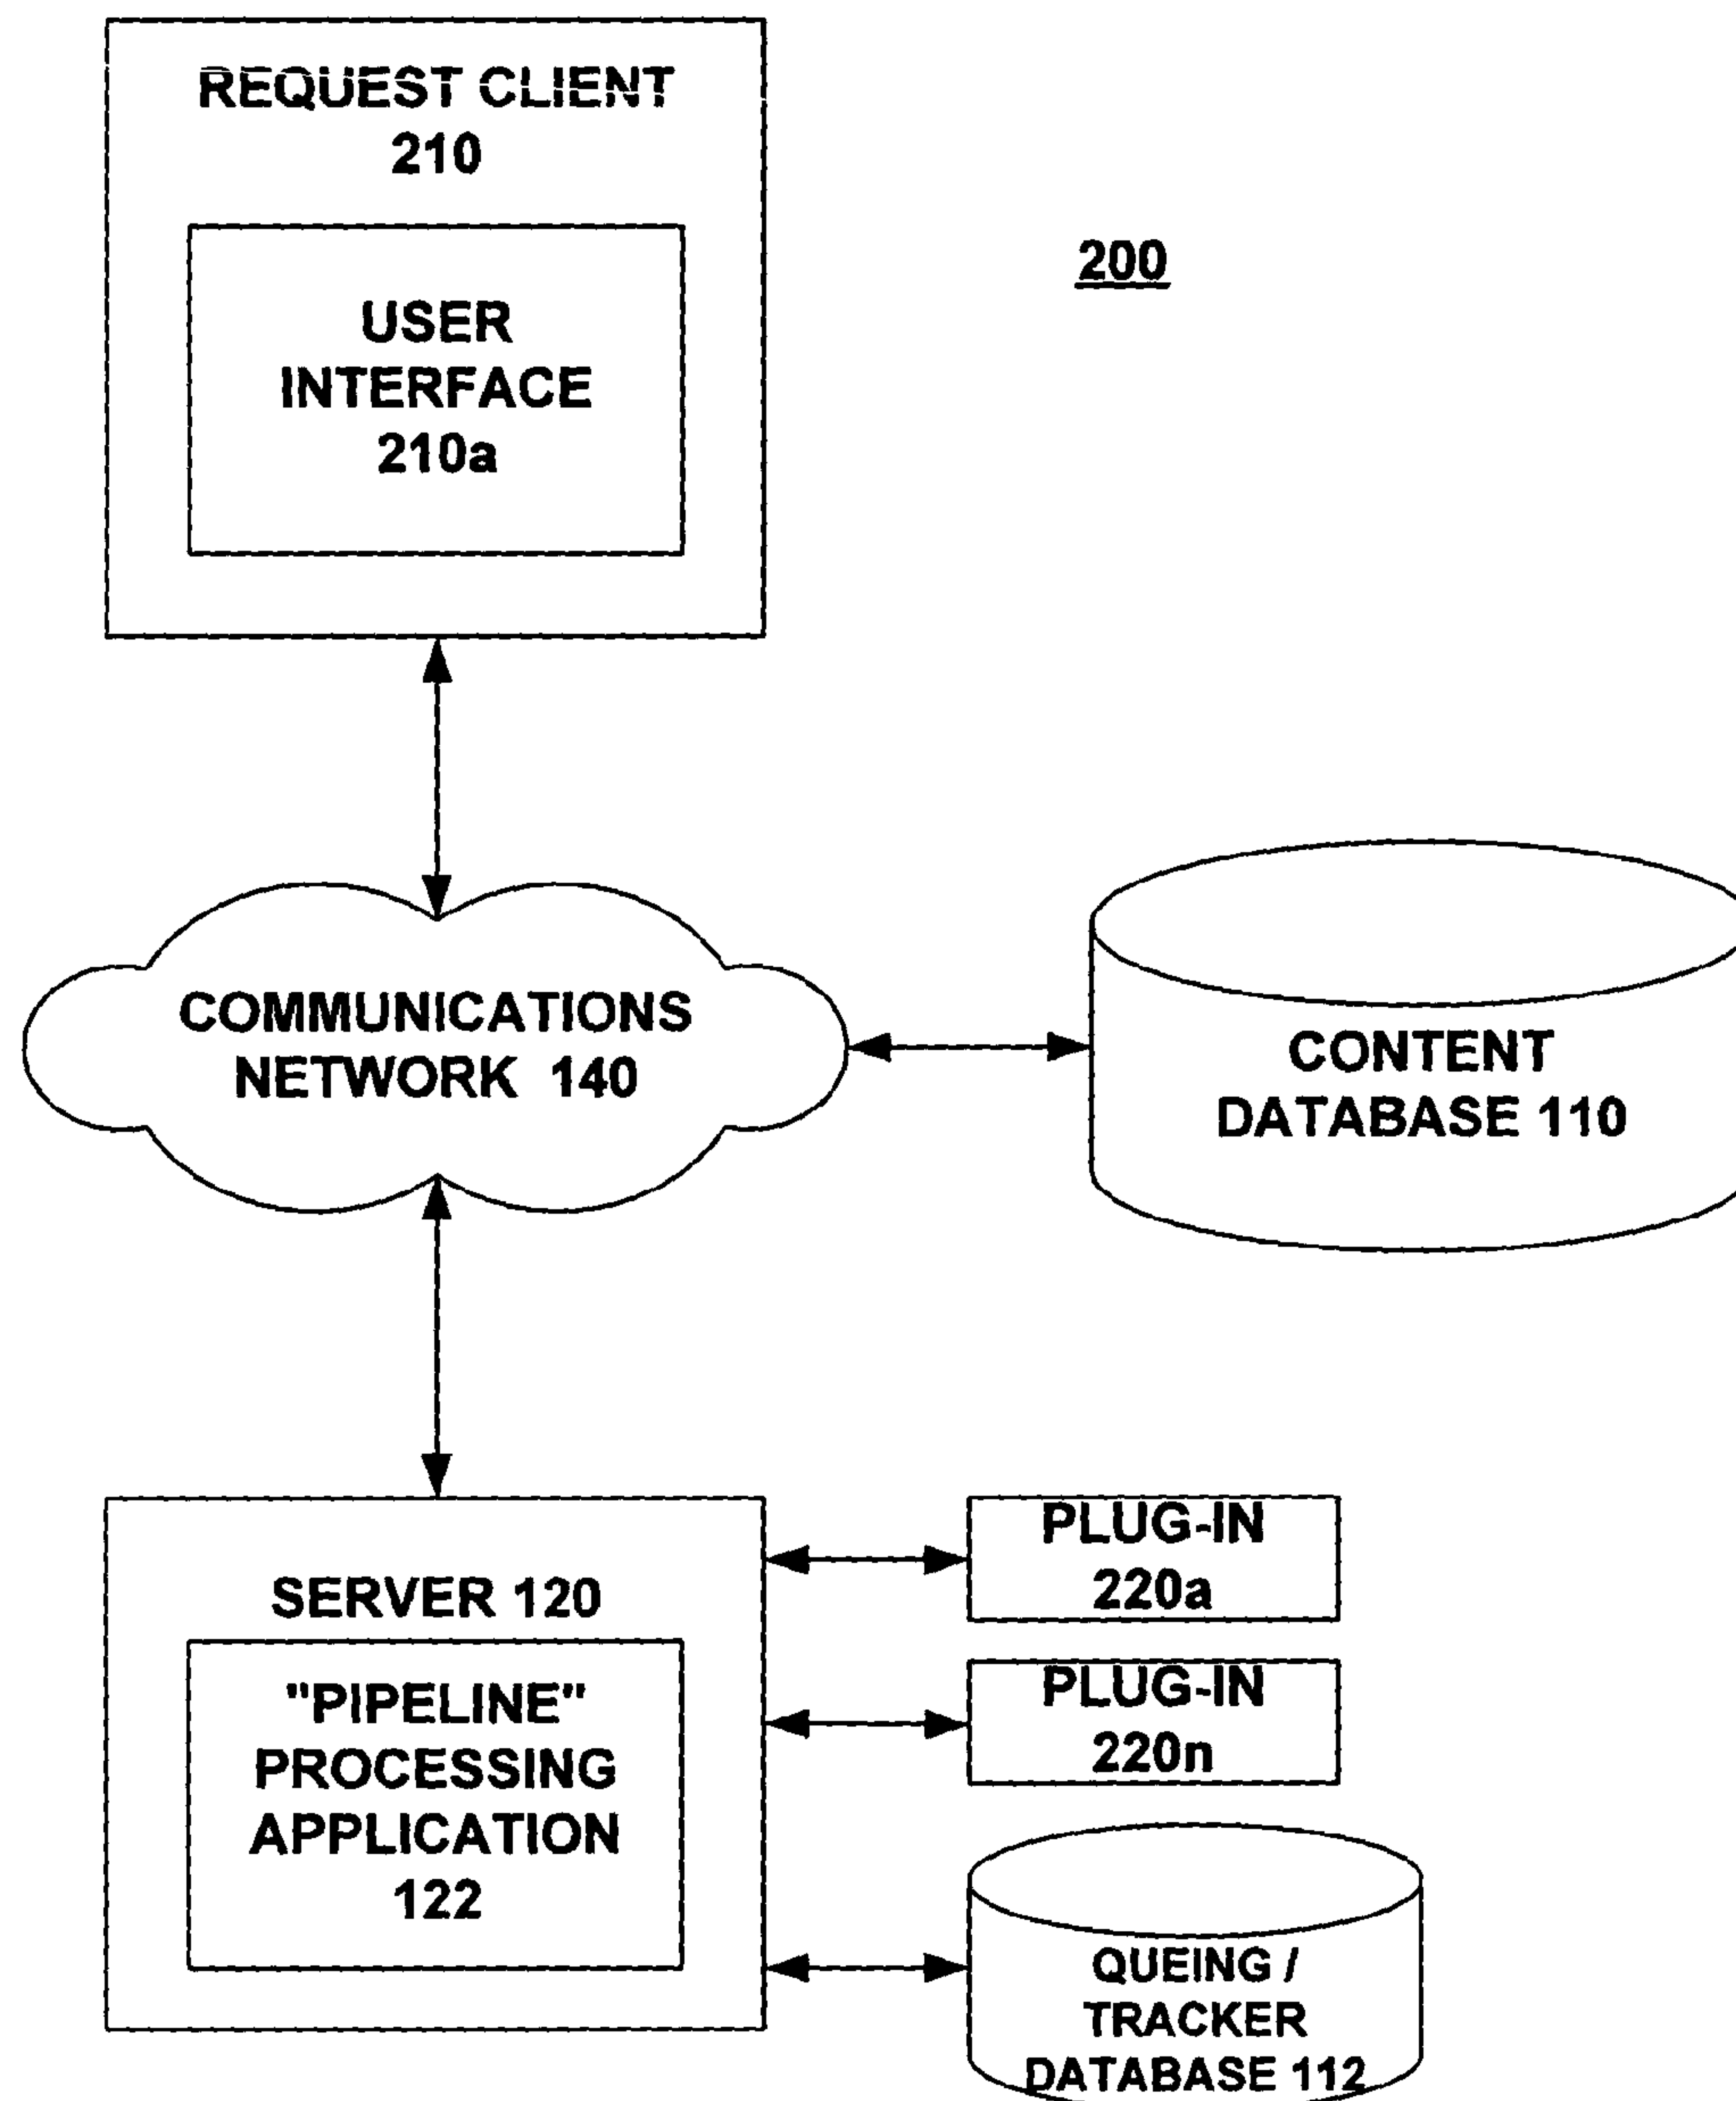 REQUEST CLIENT
210
USER
INTERFACE
210a
200
COMMUNICATIONS
NETWORK 140
CONTENT
DATABASE 110
SERVER 120
"PIPELINE"
PROCESSING
APPLICATION
122
PLUG-IN
220a
PLUG-IN
220n
QUEING /
TRACKER
DATABASE 112